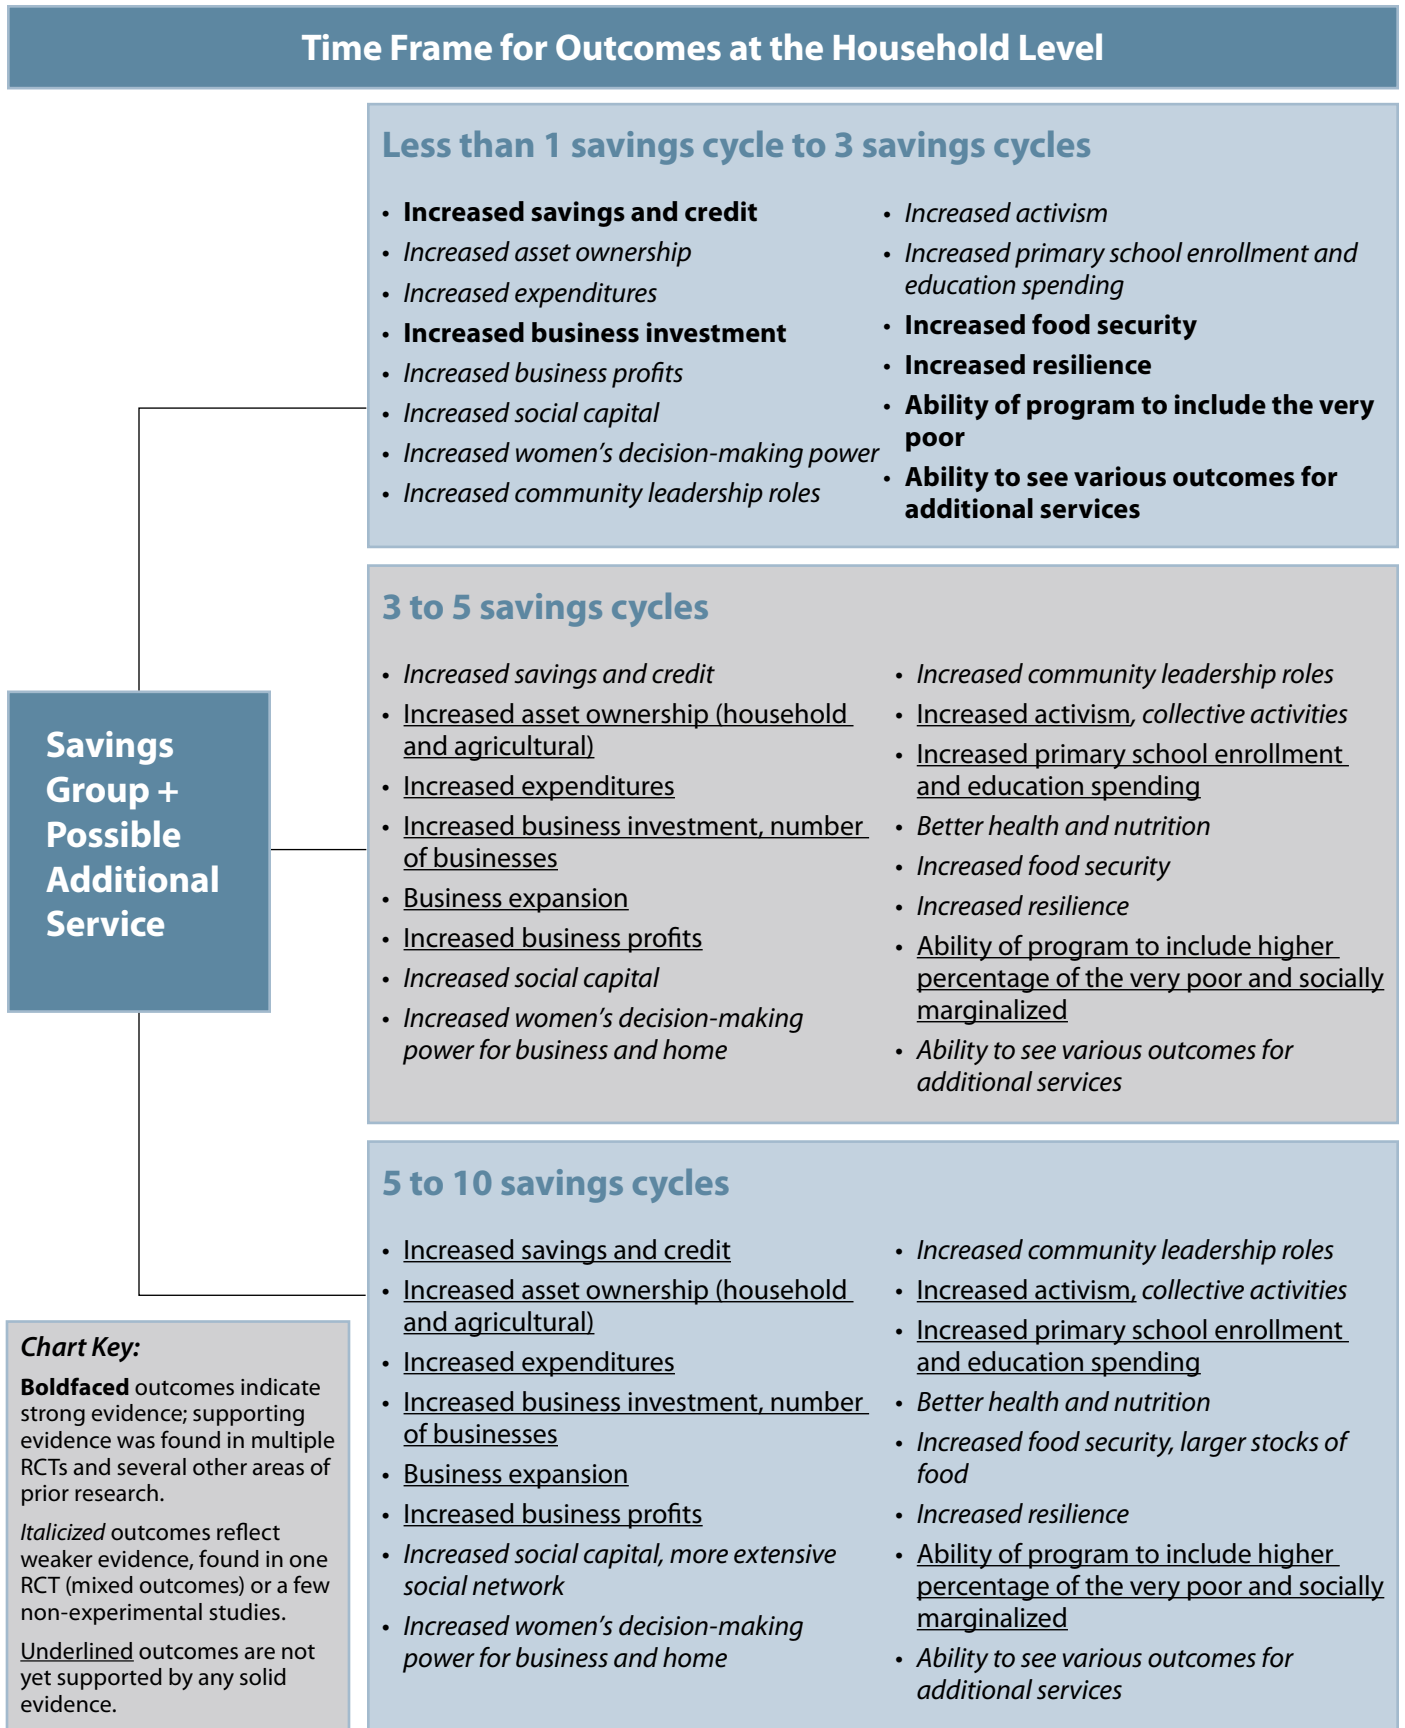 Time Frame for Outcomes at the Household Level
Less than 1 savings cycle to 3 savings cycles
• Increased savings and credit
• Increased asset ownership
• Increased expenditures
• Increased business investment
• Increased business profits
• Increased social capital
• Increased women’s decision-making power
• Increased community leadership roles
• Increased activism
• Increased primary school enrollment and
education spending
• Increased food security
• Increased resilience
• Ability of program to include the very
poor
• Ability to see various outcomes for
additional services
Savings
Group +
Possible
Additional
Service
3 to 5 savings cycles
• Increased savings and credit
• Increased asset ownership (household
and agricultural)
• Increased expenditures
• Increased business investment, number
of businesses
• Business expansion
• Increased business profits
• Increased social capital
• Increased women’s decision-making
power for business and home
• Increased community leadership roles
• Increased activism, collective activities
• Increased primary school enrollment
and education spending
• Better health and nutrition
• Increased food security
• Increased resilience
• Ability of program to include higher
percentage of the very poor and socially
marginalized
• Ability to see various outcomes for
additional services
5 to 10 savings cycles
• Increased savings and credit
• Increased asset ownership (household
and agricultural)
• Increased expenditures
• Increased business investment, number
of businesses
• Business expansion
• Increased business profits
• Increased social capital, more extensive
social network
• Increased women’s decision-making
power for business and home
• Increased community leadership roles
• Increased activism, collective activities
• Increased primary school enrollment
and education spending
• Better health and nutrition
• Increased food security, larger stocks of
food
• Increased resilience
• Ability of program to include higher
percentage of the very poor and socially
marginalized
• Ability to see various outcomes for
additional services
Chart Key:
Boldfaced outcomes indicate
strong evidence; supporting
evidence was found in multiple
RCTs and several other areas of
prior research.
Italicized outcomes reflect
weaker evidence, found in one
RCT (mixed outcomes) or a few
non-experimental studies.
Underlined outcomes are not
yet supported by any solid
evidence.